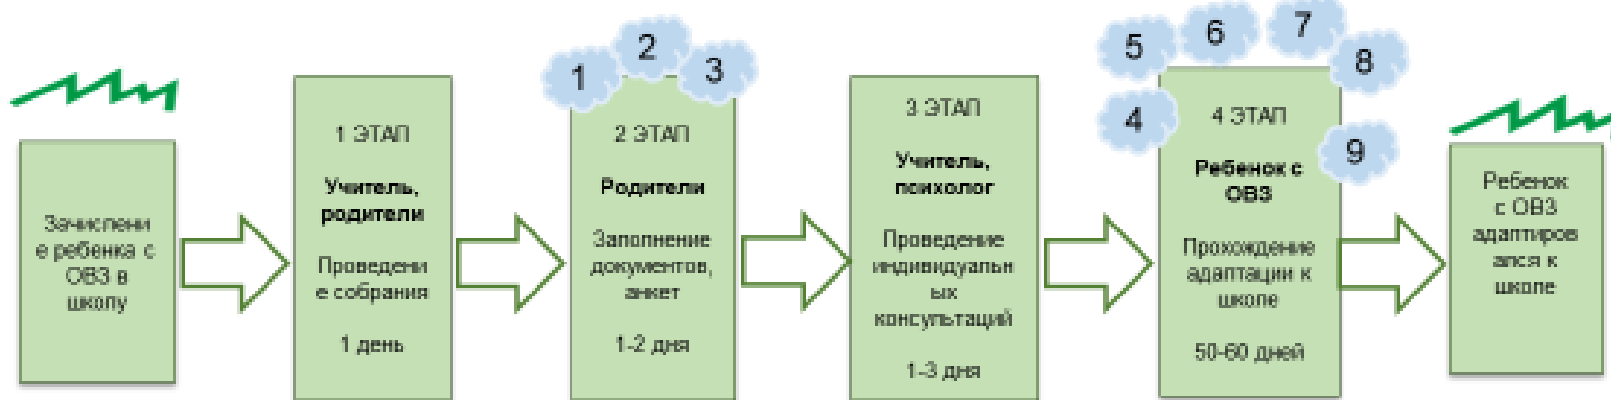 Зачислени
е ребенка с
ОВЗ в
школу
1 ЭТАП
Учитель,
родители
Проведени
е собрания
1 день
1
2
3
2 ЭТАП
Родители
Заполнение
документов,
анкет
1-2 дня
3 ЭТАП
Учитель,
психолог
Проведение
индивидуальн
ых
консультаций
1-3 дня
4
5
6
7
8
9
4 ЭТАП
Ребенок с
ОВЗ
Прохождение
адаптации к
школе
50-60 дней
Ребенок
с ОВЗ
адаптиров
ался к
школе